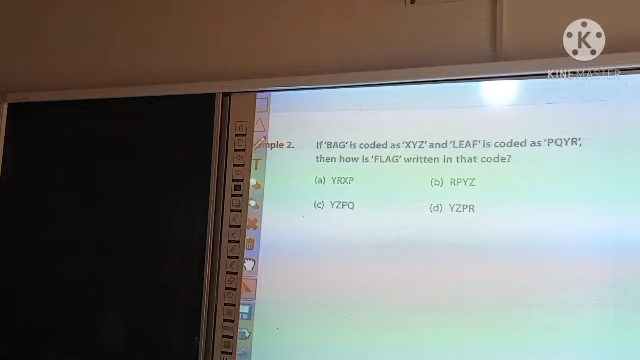 K
KINEMASTER
mple 2. If 'BAG' is coded as 'XYZ' and 'LEAF' is coded as 'PQYR',
then how is 'FLAG' written in that code?
(a) YRXP (b) RPYZ
(c) YZPQ (d) YZPR